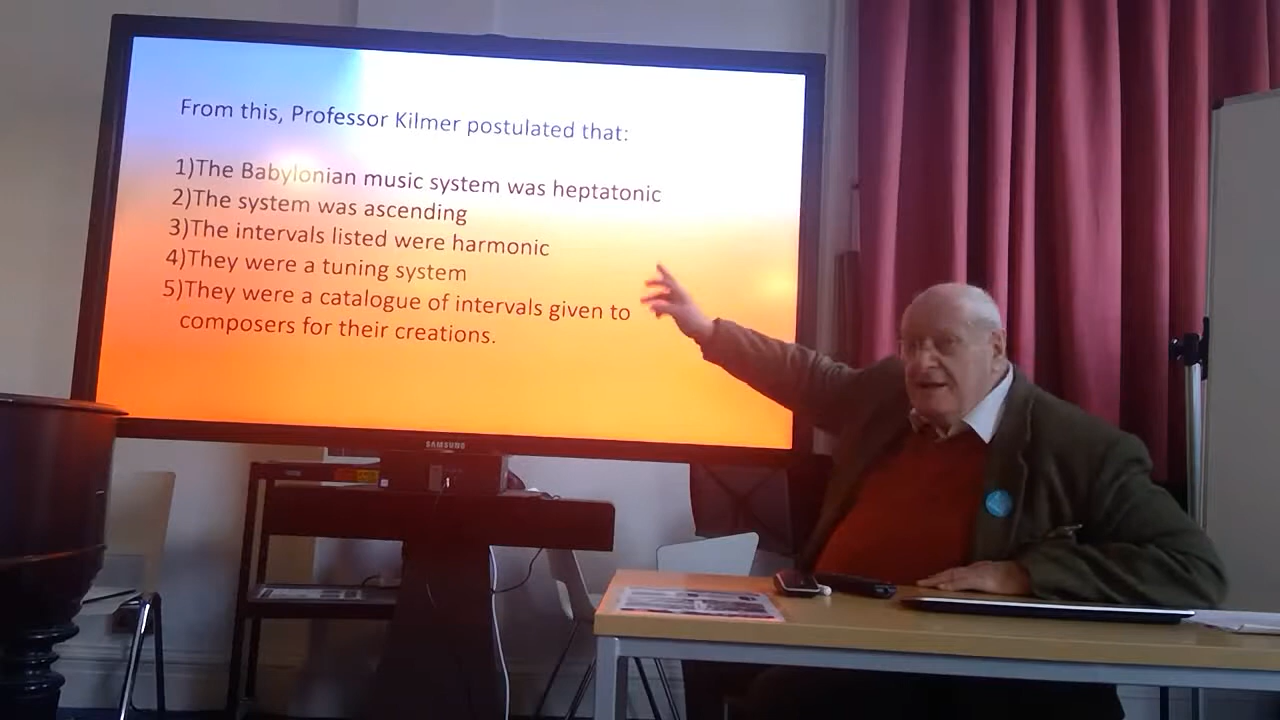 From this, Professor Kilmer postulated that:
1)The Babylonian music system was heptatonic
2)The system was ascending
3)The intervals listed were harmonic
4)They were a tuning system
5)They were a catalogue of intervals given to
composers for their creations.
SAMSUNG